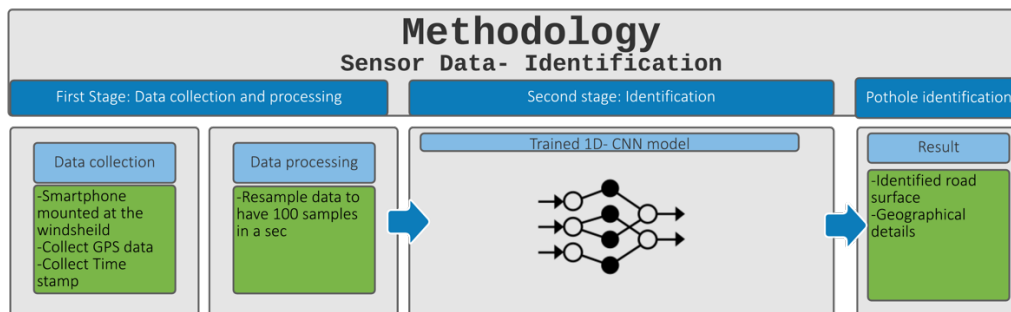 Methodology
Sensor Data- Identification
First Stage: Data collection and processing
Second stage: Identification
Pothole identification
Data collection
-Smartphone
mounted at the
windsheild
-Collect GPS data
-Collect Time
stamp
Data processing
-Resample data to
have 100 samples
in a sec
Trained 1D- CNN model
Result
-Identified road
surface
-Geographical
details